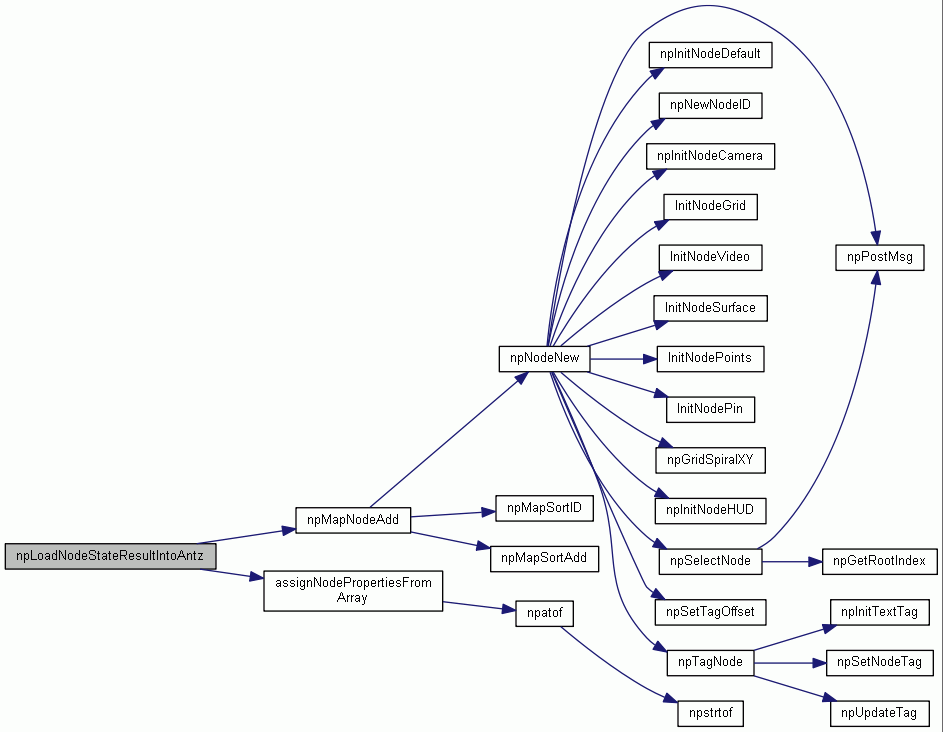 npInitNodeDefault
npNewNodeID
npInitNodeCamera
InitNodeGrid
npPostMsg
InitNodeVideo
InitNodeSurface
npNodeNew
InitNodePoints
InitNodePin
npGridSpiralXY
npMapSortID
npInitNodeHUD
npMapNodeAdd
npLoadNodeStateResultIntoAntz
npMapSortAdd
npSelectNode
npGetRootIndex
assignNodePropertiesFrom
Array
npatof
npSetTagOffset
npInitTextTag
npTagNode
npSetNodeTag
npstrtof
npUpdateTag